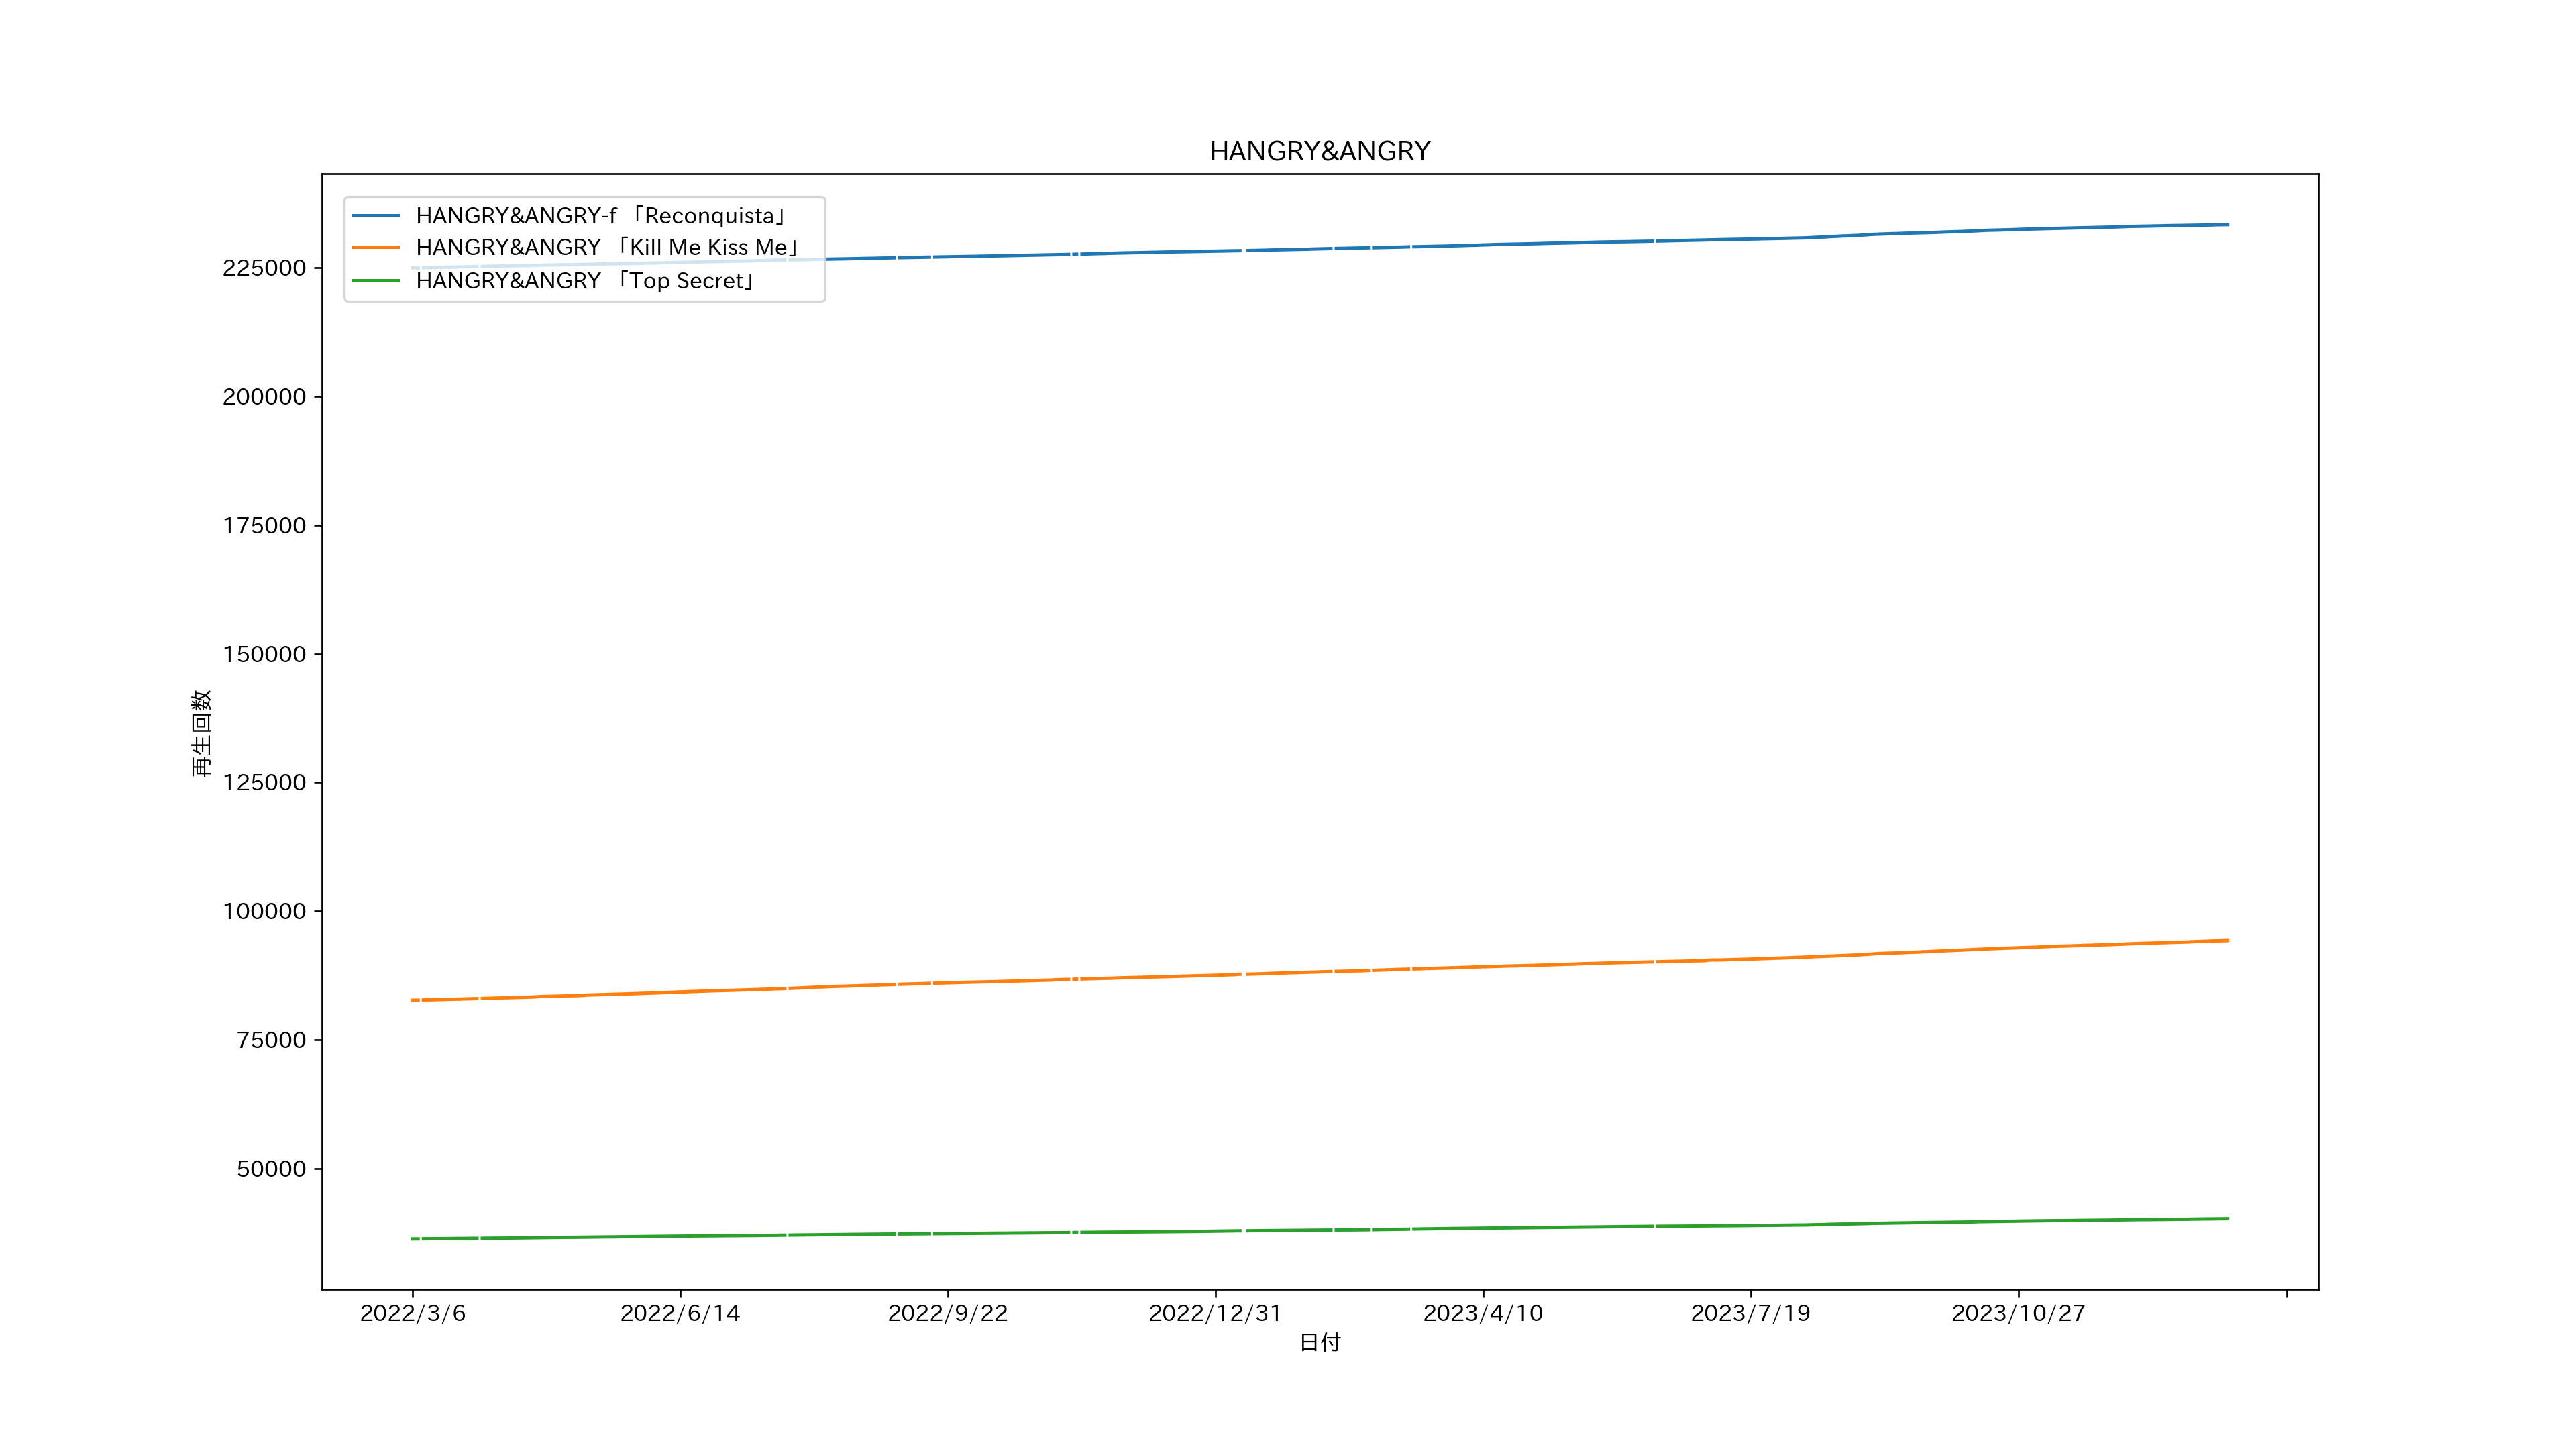 HANGRY&ANGRY
HANGRY&ANGRY-f 「Reconquista」
HANGRY&ANGRY 「Kill Me Kiss Me」
HANGRY&ANGRY 「Top Secret」
225000
200000
175000
150000
125000
100000
75000
50000
再生回数
2022/3/6
2022/6/14
2022/9/22
2022/12/31
2023/4/10
2023/7/19
2023/10/27
日付